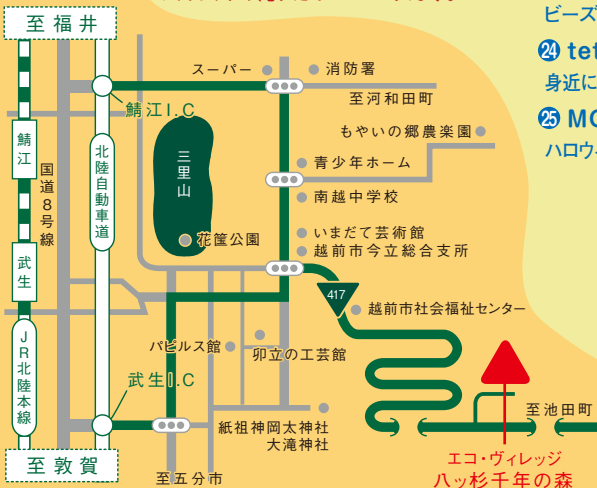 至福井
ビーズ
スーパー
消防署
㉔ tet
身近に
鯖江I.C
至河和田町
㉕ MO
ハロウ
もやいの郷農楽園
鯖江
国道8号線
北陸自動車道
三里山
青少年ホーム
南越中学校
花筐公園
いまだて芸術館
越前市今立総合支所
武生
417
越前市社会福祉センター
パピルス館
卯立の工芸館
JR北陸本線
武生I.C
至池田町
紙祖神岡太神社
大滝神社
エコ・ヴィレッジ
八ッ杉千年の森
至敦賀
至五分市